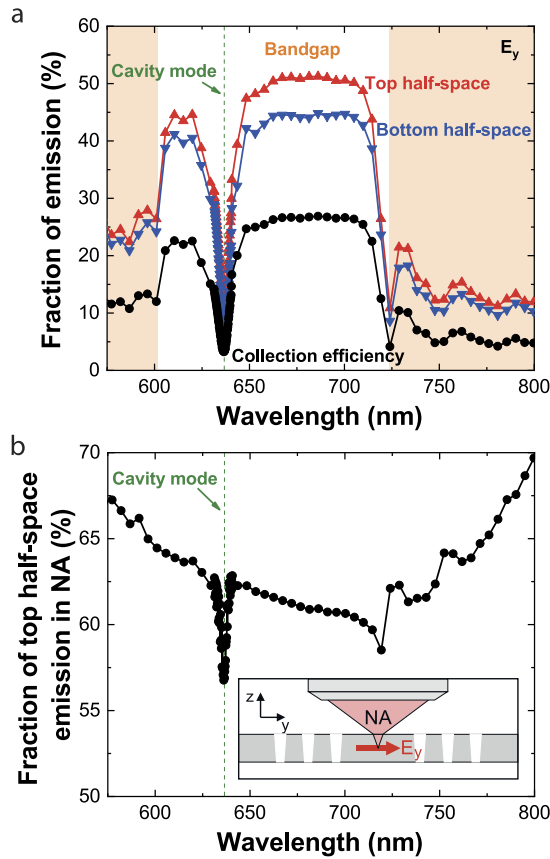 a
Fraction of emission (%)
60
50
40
30
20
10
0
Bandgap
E_y
Cavity mode
Top half-space
Bottom half-space
Collection efficiency
600
650
700
750
800
Wavelength (nm)
b
Fraction of top half-space
emission in NA (%)
70
65
60
55
50
Cavity mode
z
y
NA
E_y
600
650
700
750
800
Wavelength (nm)